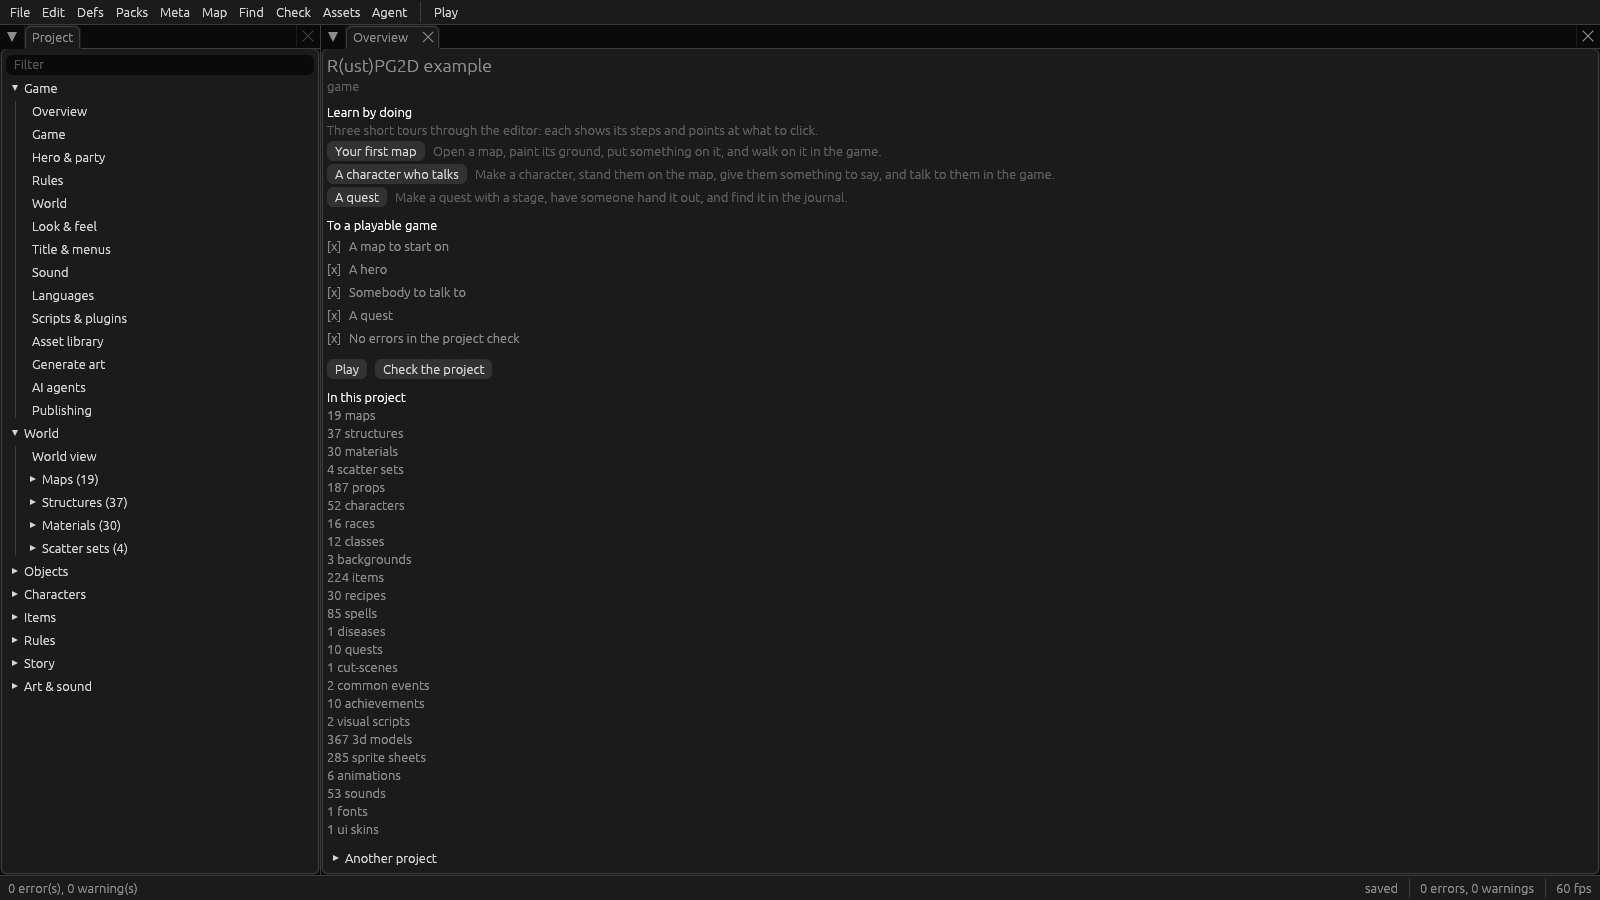 File Edit Defs Packs Meta Map Find Check Assets Agent Play
Project
Overview
Filter
Game
Overview
Game
Hero & party
Rules
World
Look & feel
Title & menus
Sound
Languages
Scripts & plugins
Asset library
Generate art
AI agents
Publishing
World
World view
Maps (19)
Structures (37)
Materials (30)
Scatter sets (4)
Objects
Characters
Items
Rules
Story
Art & sound
R(ust)PG2D example
game
Learn by doing
Three short tours through the editor: each shows its steps and points at what to click.
Your first map Open a map, paint its ground, put something on it, and walk on it in the game.
A character who talks Make a character, stand them on the map, give them something to say, and talk to them in the game.
A quest Make a quest with a stage, have someone hand it out, and find it in the journal.
To a playable game
[x] A map to start on
[x] A hero
[x] Somebody to talk to
[x] A quest
[x] No errors in the project check
Play Check the project
In this project
19 maps
37 structures
30 materials
4 scatter sets
187 props
52 characters
16 races
12 classes
3 backgrounds
224 items
30 recipes
85 spells
1 diseases
10 quests
1 cut-scenes
2 common events
10 achievements
2 visual scripts
367 3d models
285 sprite sheets
6 animations
53 sounds
1 fonts
1 ui skins
Another project
0 error(s), 0 warning(s)
saved 0 errors, 0 warnings 60 fps